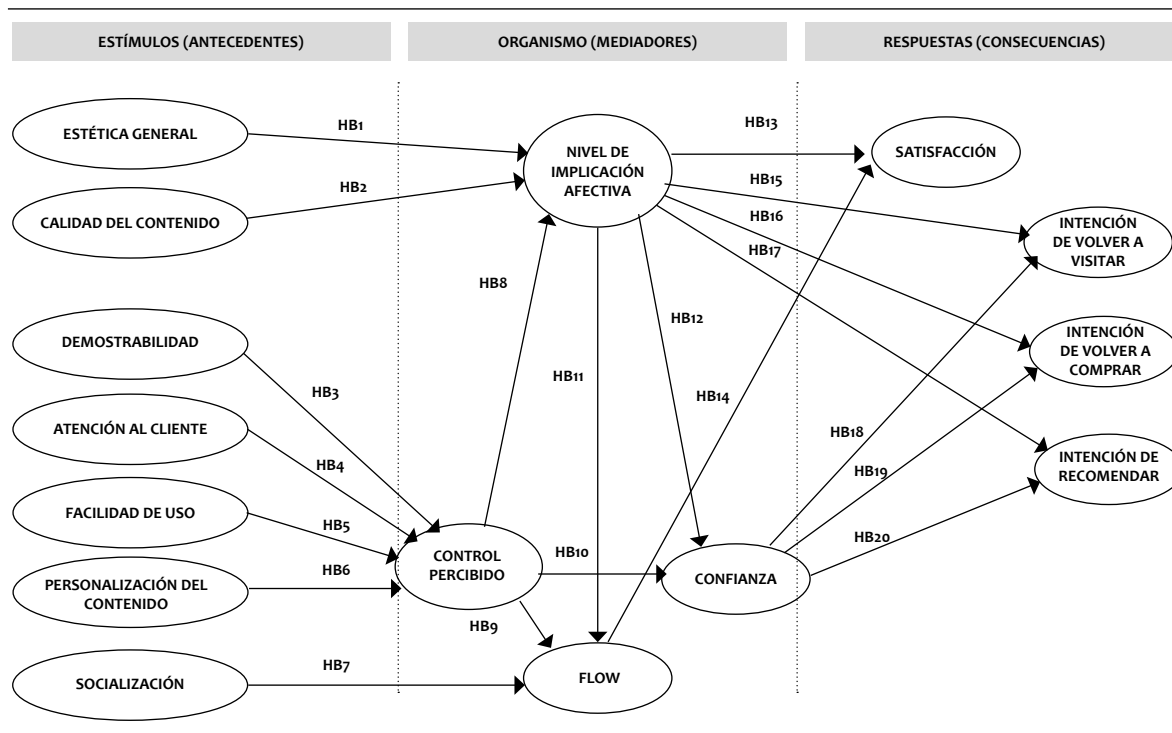 ESTÍMULOS (ANTECEDENTES)
ORGANISMO (MEDIADORES)
RESPUESTAS (CONSECUENCIAS)
ESTÉTICA GENERAL
HB1
NIVEL DE
IMPLICACIÓN
AFECTIVA
HB13
SATISFACCIÓN
CALIDAD DEL CONTENIDO
HB2
HB15
HB16
HB17
INTENCIÓN
DE VOLVER A
VISITAR
HB8
HB12
DEMOSTRABILIDAD
HB3
HB11
HB14
INTENCIÓN
DE VOLVER A
COMPRAR
ATENCIÓN AL CLIENTE
HB4
HB18
HB19
INTENCIÓN DE
RECOMENDAR
FACILIDAD DE USO
HB5
HB20
PERSONALIZACIÓN DEL
CONTENIDO
HB6
CONTROL
PERCIBIDO
HB10
CONFIANZA
HB9
SOCIALIZACIÓN
HB7
FLOW